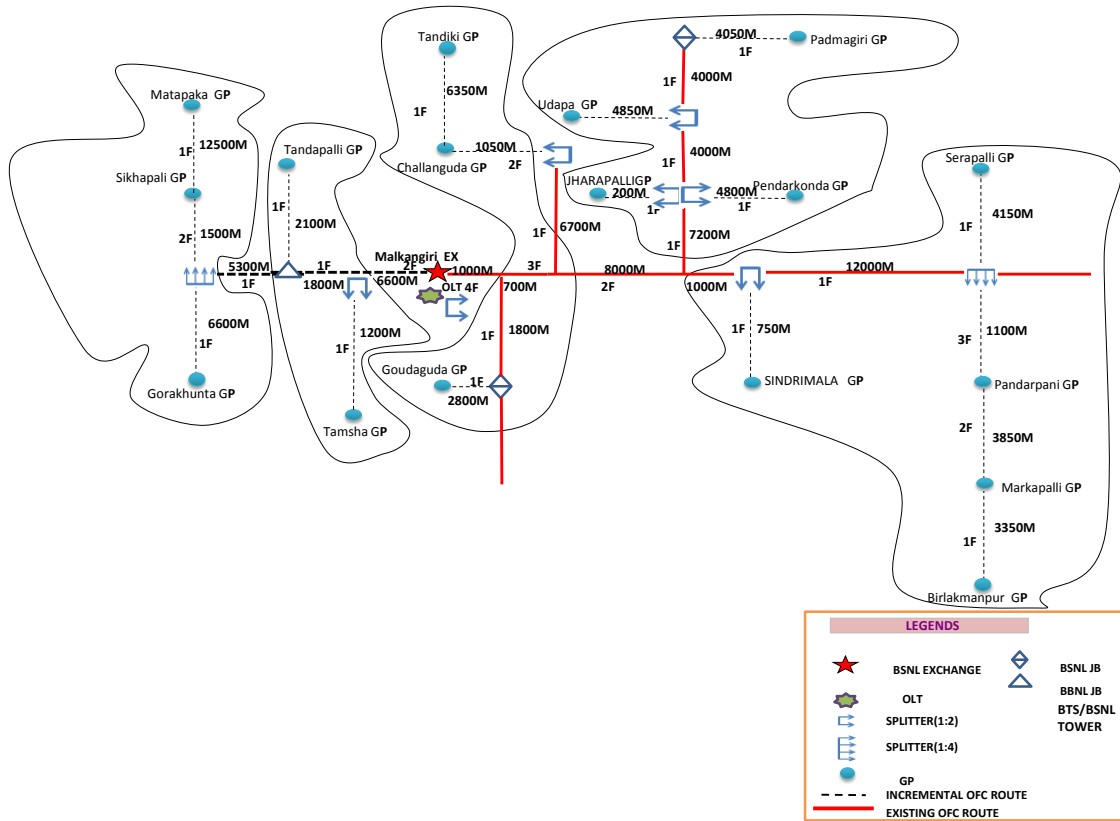 4050M
Padmagiri GP
1F
Tandiki GP
1F
4000M
6350M
1F
Matapaka GP
Udapa GP
4850M
1F
12500M
1F
Tandapalli GP
1050M
2F
Challanguda GP
4000M
1F
Serapalli GP
Sikhapali GP
JHARAPALLIGP
200M
1F
4800M
Pendarkonda GP
1F
1F
2100M
1F
4150M
2F
1500M
1F
6700M
1F
7200M
5300M
1F
1F
1800M
Malkangiri EX
2F
6600M
1000M
OLT 4F
3F
700M
8000M
2F
1000M
12000M
1F
6600M
1F
1F
1200M
1F
1800M
1F
750M
1100M
3F
Gorakhunta GP
Goudaguda GP
1F
2800M
SINDRIMALA GP
Pandarpani GP
Tamsha GP
2F
3850M
Markapalli GP
1F
3350M
Birlakmanpur GP
LEGENDS
BSNL EXCHANGE
BSNL JB
BBNL JB
OLT
BTS/BSNL
TOWER
SPLITTER(1:2)
SPLITTER(1:4)
GP
INCREMENTAL OFC ROUTE
EXISTING OFC ROUTE